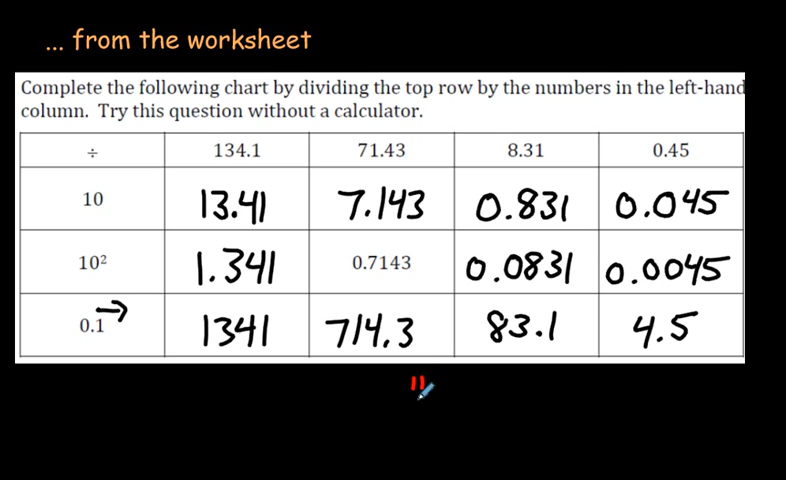 ... from the worksheet
Complete the following chart by dividing the top row by the numbers in the left-hand
column. Try this question without a calculator.
÷ 134.1 71.43 8.31 0.45
10 13.41 7.143 0.831 0.045
10² 1.341 0.7143 0.0831 0.0045
0.1 1341 714.3 83.1 4.5